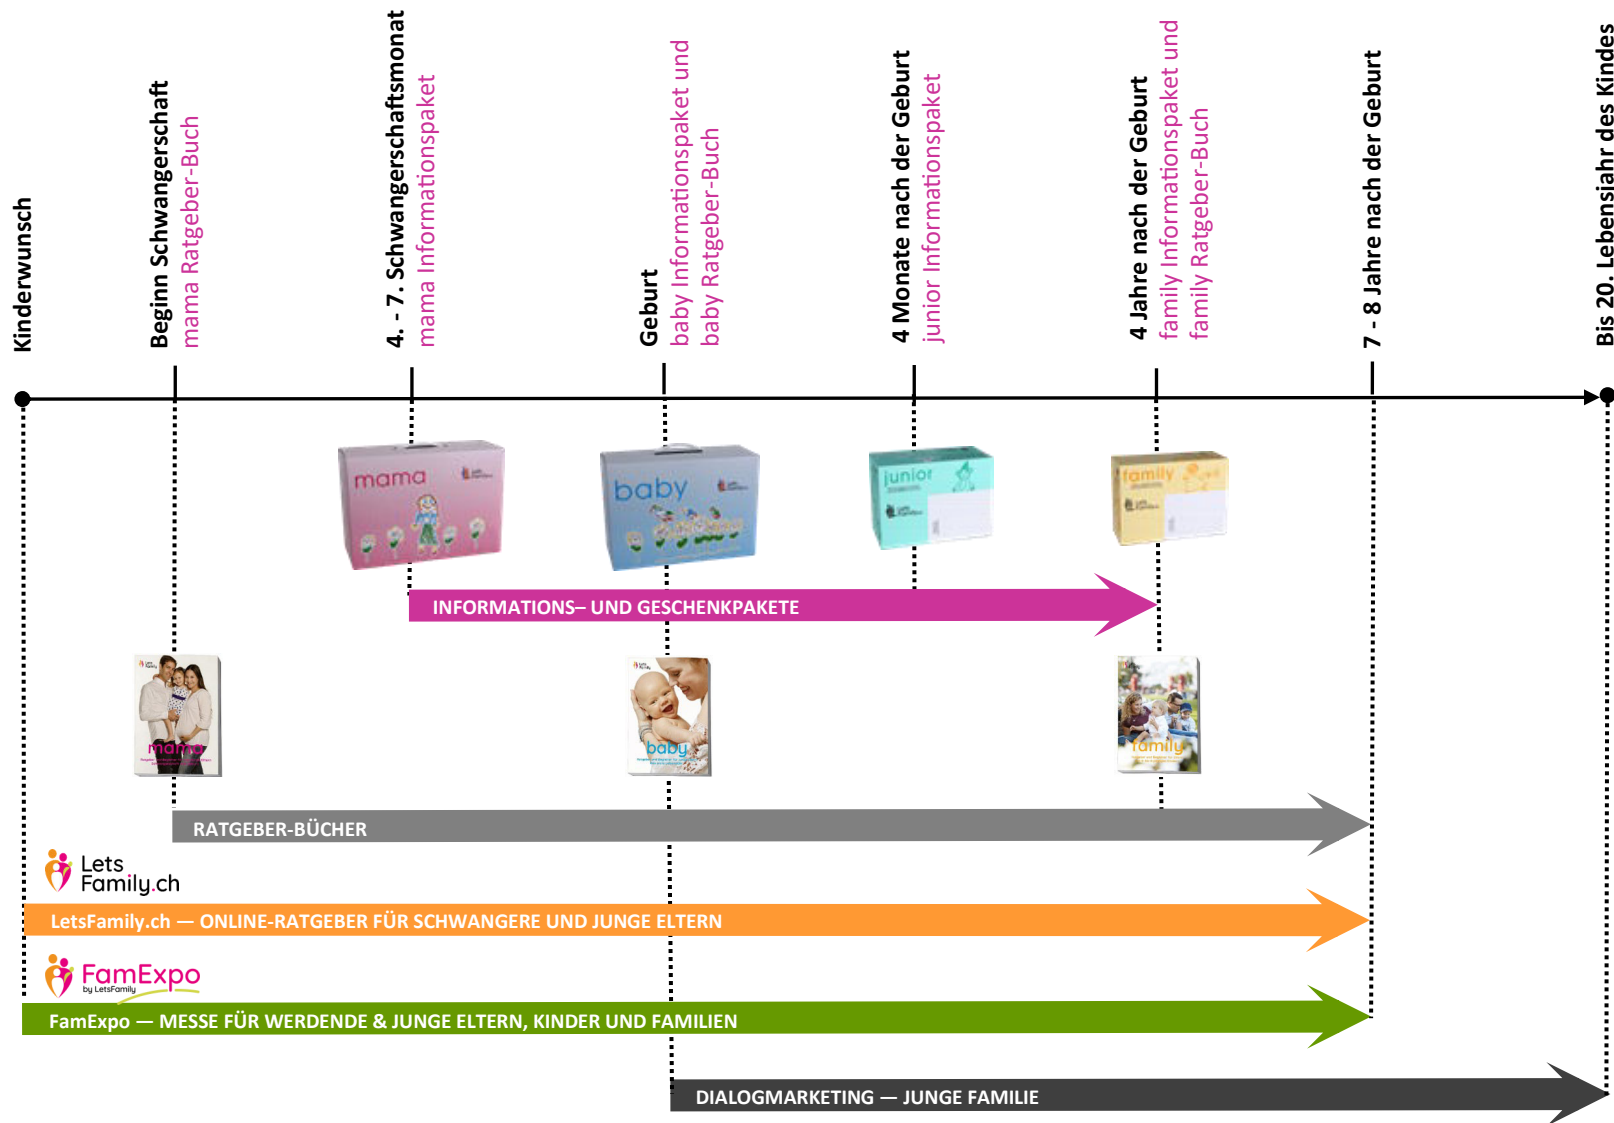 Kinderwunsch
Beginn Schwangerschaft
mama Ratgeber-Buch
4. - 7. Schwangerschaftsmonat
mama Informationspaket
Geburt
baby Informationspaket und
baby Ratgeber-Buch
4 Monate nach der Geburt
junior Informationspaket
4 Jahre nach der Geburt
family Informationspaket und
family Ratgeber-Buch
7 - 8 Jahre nach der Geburt
Bis 20. Lebensjahr des Kindes
mama
baby
junior
family
INFORMATIONS– UND GESCHENKPAKETE
mama
baby
family
RATGEBER-BÜCHER
Lets
Family.ch
LetsFamily.ch — ONLINE-RATGEBER FÜR SCHWANGERE UND JUNGE ELTERN
FamExpo
by LetsFamily
FamExpo — MESSE FÜR WERDENDE & JUNGE ELTERN, KINDER UND FAMILIEN
DIALOGMARKETING — JUNGE FAMILIE